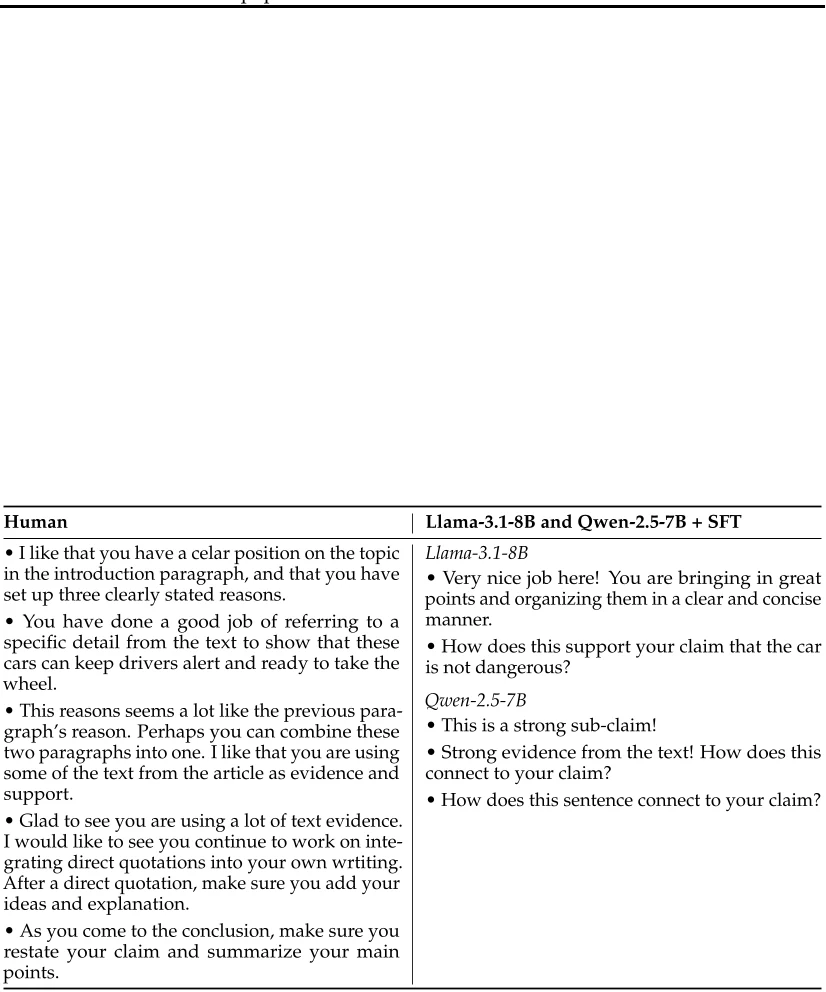 Human
• I like that you have a celar position on the topic
in the introduction paragraph, and that you have
set up three clearly stated reasons.
• You have done a good job of referring to a
specific detail from the text to show that these
cars can keep drivers alert and ready to take the
wheel.
• This reasons seems a lot like the previous para-
graph's reason. Perhaps you can combine these
two paragraphs into one. I like that you are using
some of the text from the article as evidence and
support.
• Glad to see you are using a lot of text evidence.
I would like to see you continue to work on inte-
grating direct quotations into your own wrtiting.
After a direct quotation, make sure you add your
ideas and explanation.
• As you come to the conclusion, make sure you
restate your claim and summarize your main
points.
Llama-3.1-8B and Qwen-2.5-7B + SFT
Llama-3.1-8B
• Very nice job here! You are bringing in great
points and organizing them in a clear and concise
manner.
• How does this support your claim that the car
is not dangerous?
Qwen-2.5-7B
• This is a strong sub-claim!
• Strong evidence from the text! How does this
connect to your claim?
• How does this sentence connect to your claim?